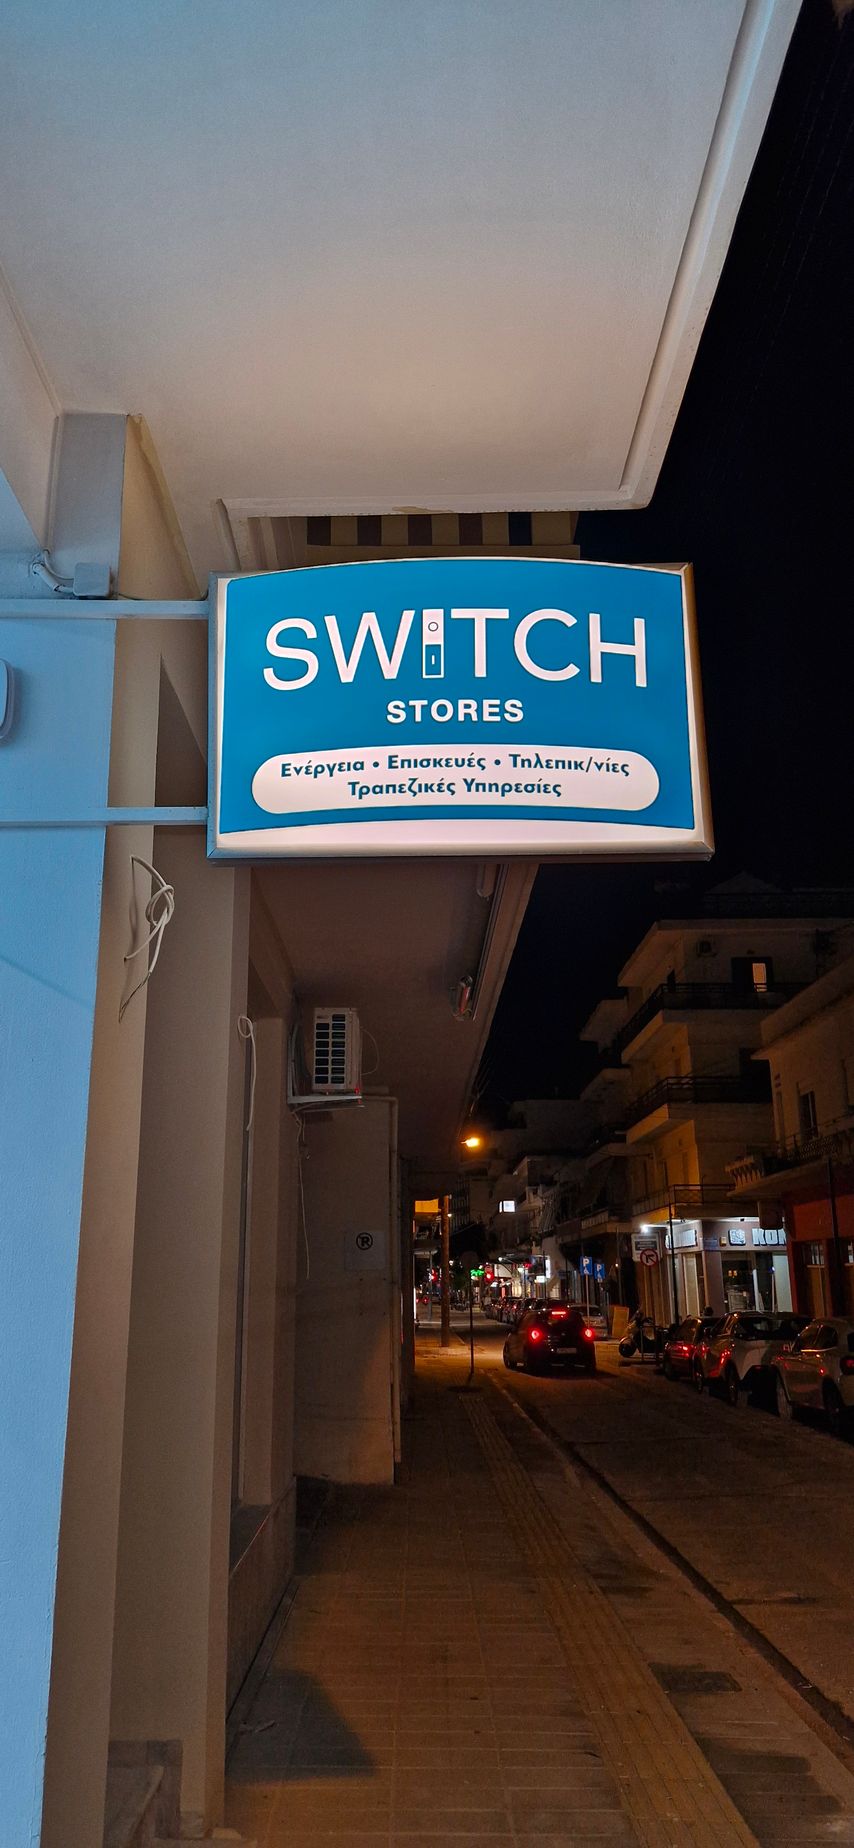 SWITCH
STORES
Ενέργεια • Επισκευές • Τηλεπικ/νίες
Τραπεζικές Υπηρεσίες
P
P